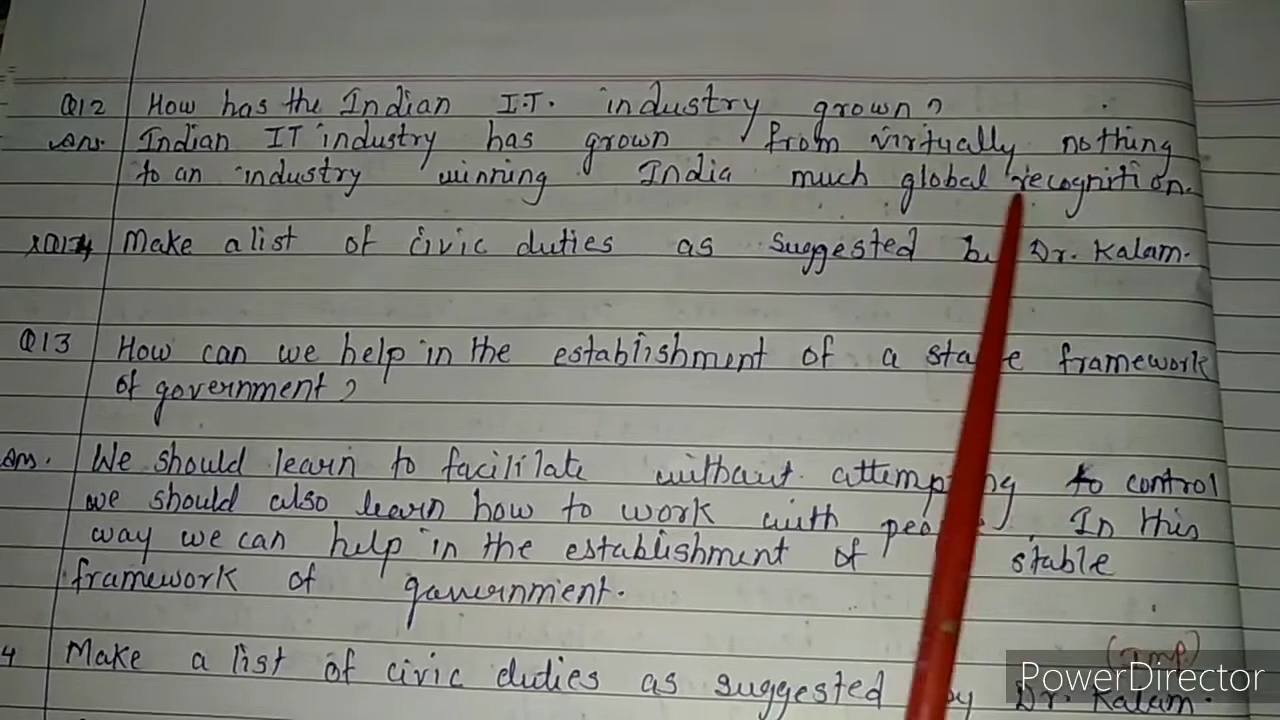 Q12 How has the Indian I.T. industry grown?
Ans. Indian IT industry has grown from virtually nothing
to an industry winning India much global recognition.
Make a list of civic duties as suggested Dr. Kalam.
Q13 How can we help in the establishment of a framework
of government?
Ans. We should learn to facililate without to control
we should also learn how to work with In this
way we can help in the establishment of stable
framework of government.
(Imp.)
4 Make a list of civic duties as suggested by Dr. Kalam.
PowerDirector